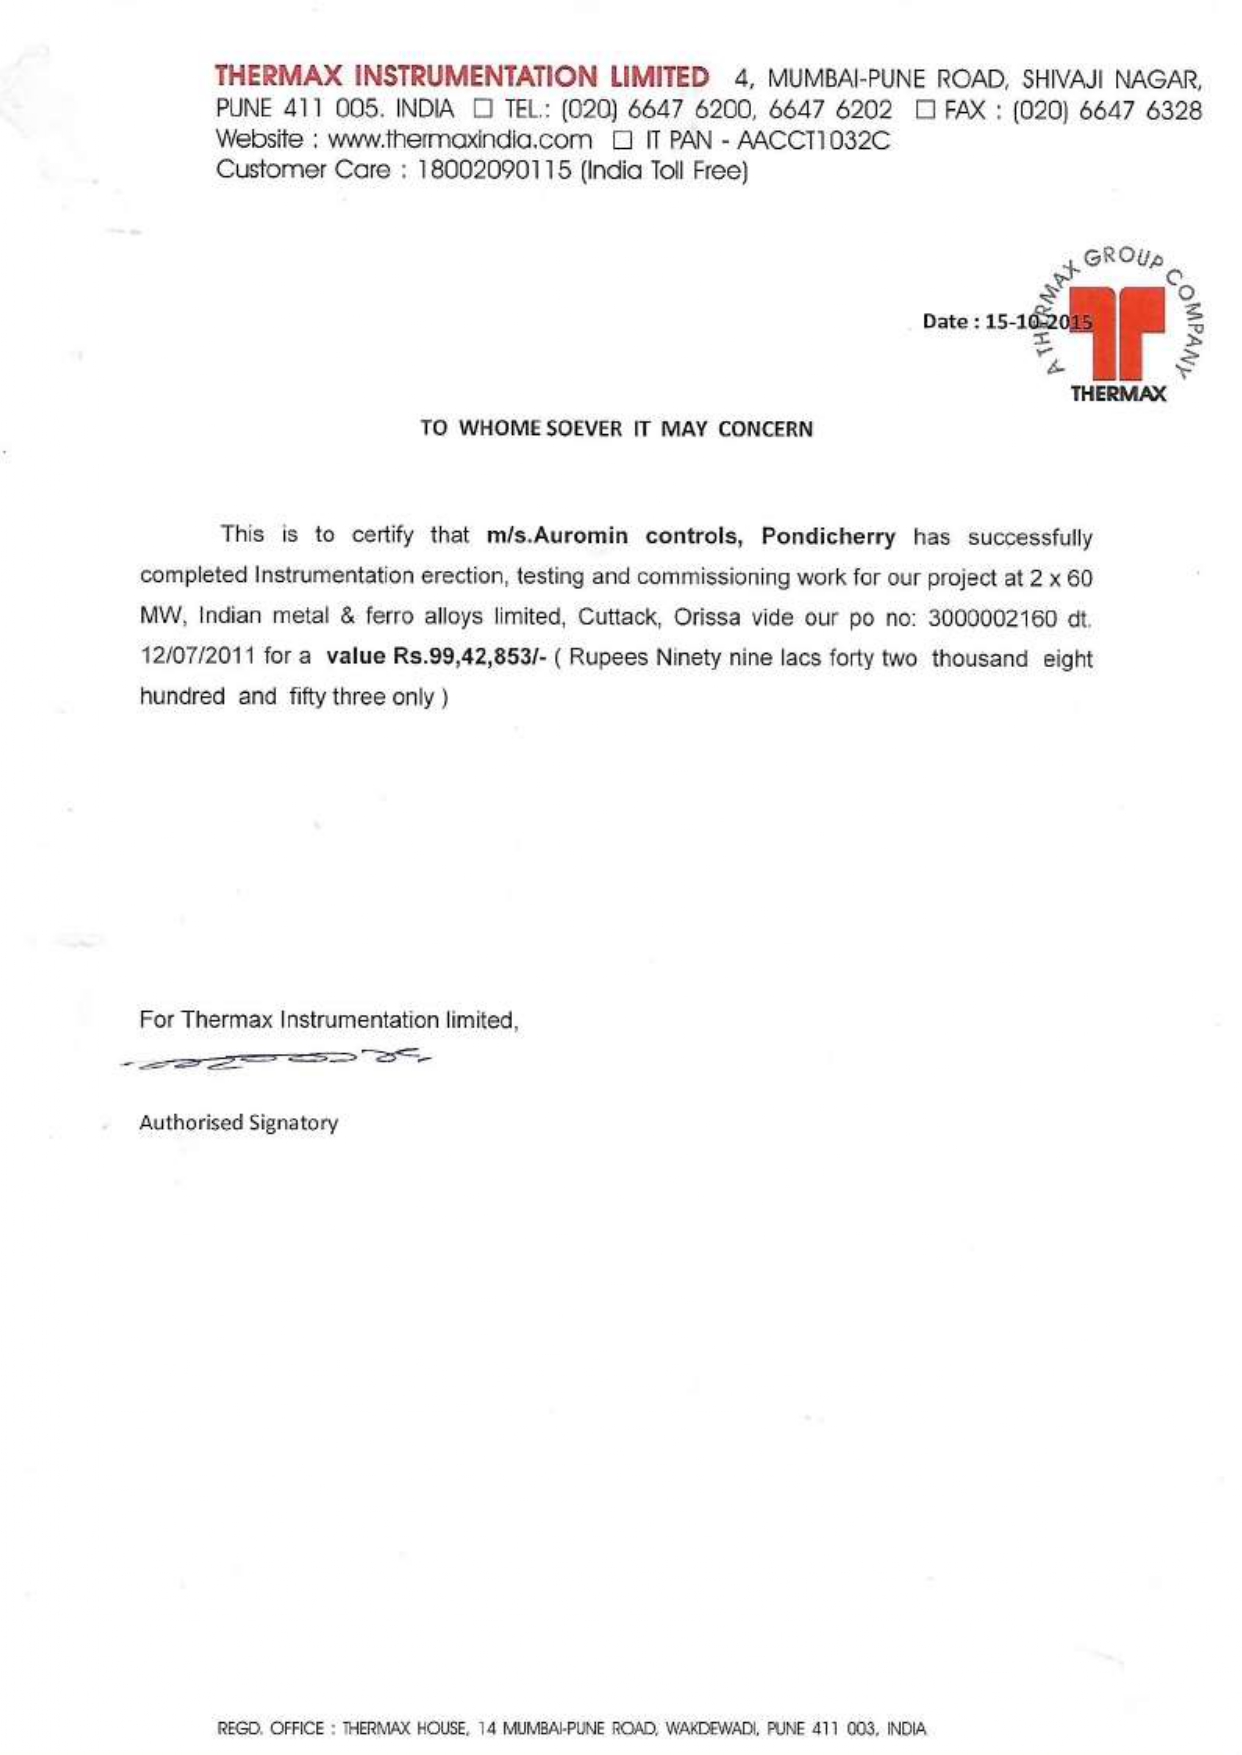 THERMAX INSTRUMENTATION LIMITED 4, MUMBAI-PUNE ROAD, SHIVAJI NAGAR,
PUNE 411 005. INDIA ☐ TEL.: (020) 6647 6200, 6647 6202 ☐ FAX : (020) 6647 6328
Website : www.thermaxindia.com ☐ IT PAN - AACCT1032C
Customer Care : 18002090115 (India Toll Free)
A THERMAX GROUP COMPANY
Date : 15-10-2015
THERMAX
TO WHOME SOEVER IT MAY CONCERN
This is to certify that m/s.Auromin controls, Pondicherry has successfully
completed Instrumentation erection, testing and commissioning work for our project at 2 x 60
MW, Indian metal & ferro alloys limited, Cuttack, Orissa vide our po no: 3000002160 dt.
12/07/2011 for a value Rs.99,42,853/- ( Rupees Ninety nine lacs forty two thousand eight
hundred and fifty three only )
For Thermax Instrumentation limited,
Authorised Signatory
REGD. OFFICE : THERMAX HOUSE, 14 MUMBAI-PUNE ROAD, WAKDEWADI, PUNE 411 003, INDIA